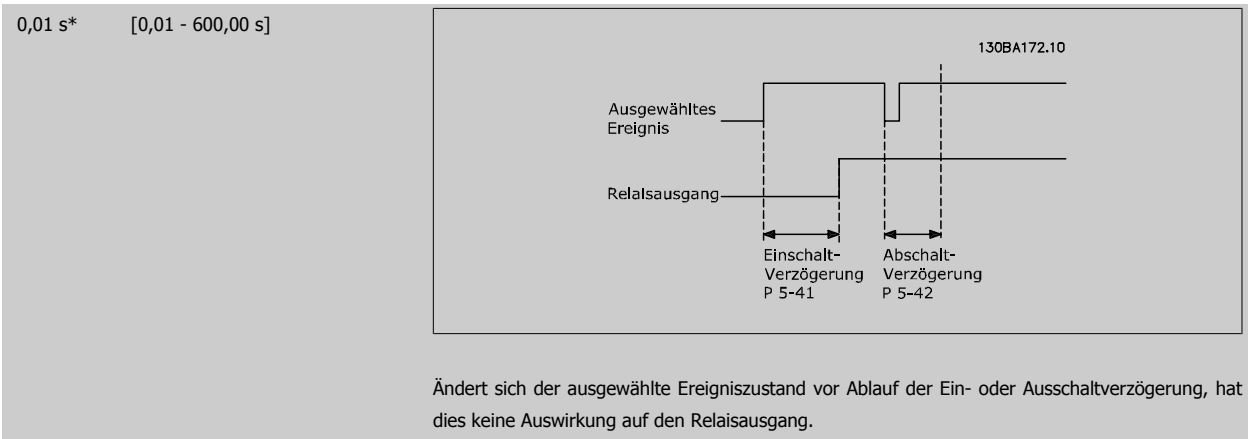 0,01 s* [0,01 - 600,00 s]
130BA172.10
Ausgewähltes
Ereignis
Relaisausgang
Einschalt-
Verzögerung
P 5-41
Abschalt-
Verzögerung
P 5-42
Ändert sich der ausgewählte Ereigniszustand vor Ablauf der Ein- oder Ausschaltverzögerung, hat
dies keine Auswirkung auf den Relaisausgang.